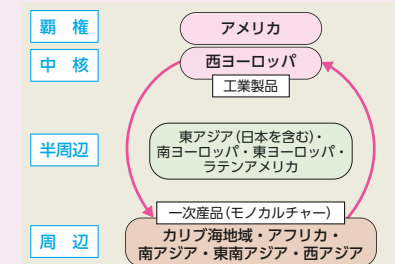 覇権
アメリカ
中核
西ヨーロッパ
工業製品
半周辺
東アジア(日本を含む)・
南ヨーロッパ・東ヨーロッパ・
ラテンアメリカ
一次産品(モノカルチャー)
周辺
カリブ海地域・アフリカ・
南アジア・東南アジア・西アジア